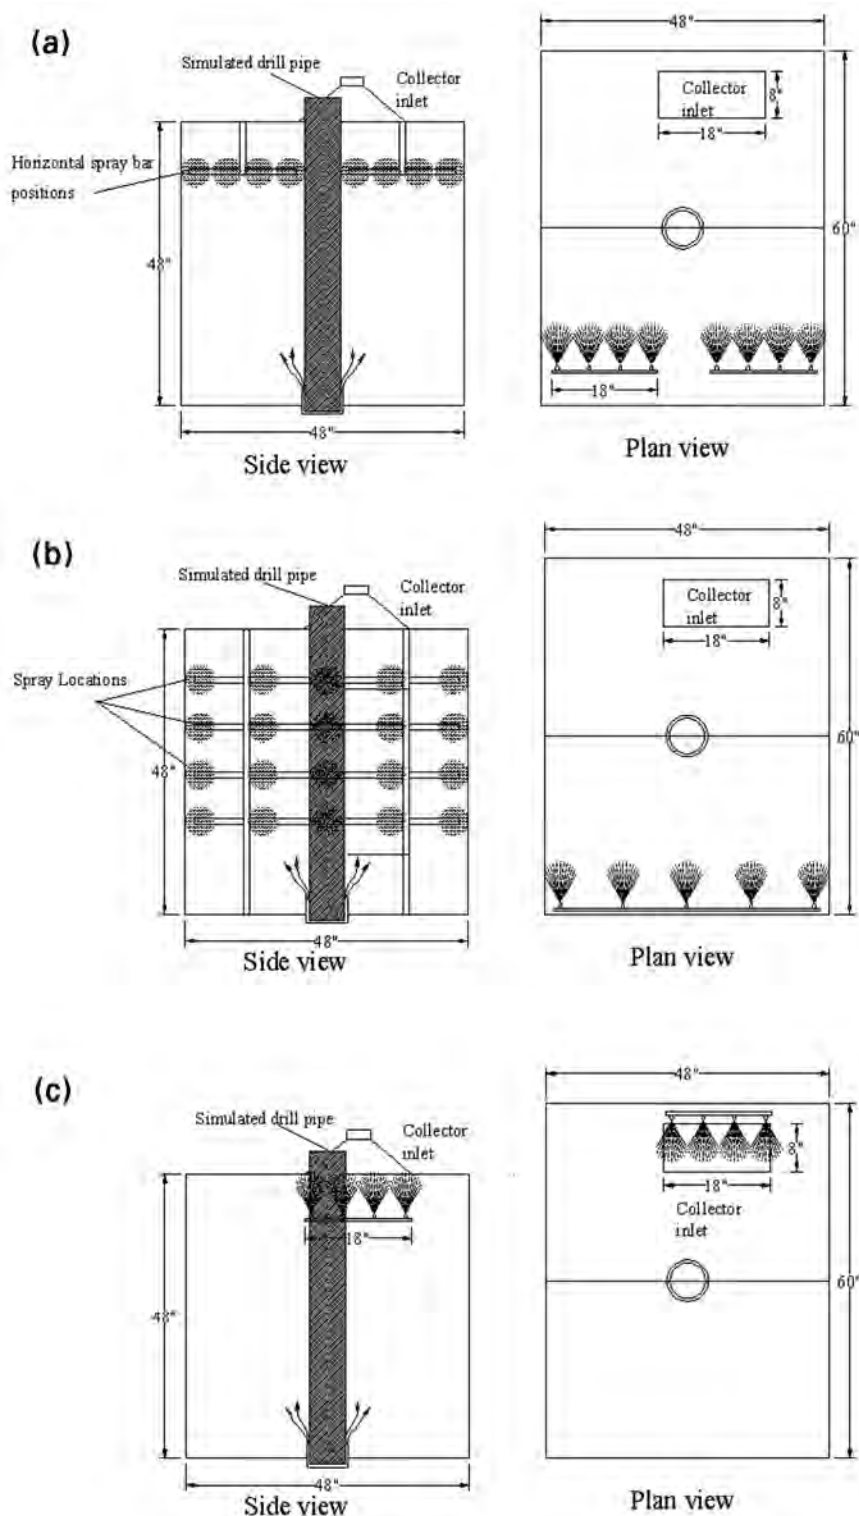 (a)
Simulated drill pipe
Collector
inlet
Horizontal spray bar
positions
48"
48"
Side view
48"
Collector
inlet
8"
18"
60"
18"
Plan view
(b)
Simulated drill pipe
Collector
inlet
Spray Locations
48"
48"
Side view
48"
Collector
inlet
8"
18"
60"
Plan view
(c)
Simulated drill pipe
Collector
inlet
18"
48"
48"
Side view
48"
8"
18"
Collector
inlet
60"
Plan view